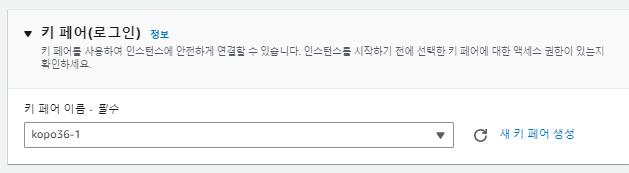 키 페어(로그인) 정보
키 페어를 사용하여 인스턴스에 안전하게 연결할 수 있습니다. 인스턴스를 시작하기 전에 선택한 키 페어에 대한 액세스 권한이 있는지
확인하세요.
키 페어 이름 - 필수
kopo36-1
새 키 페어 생성